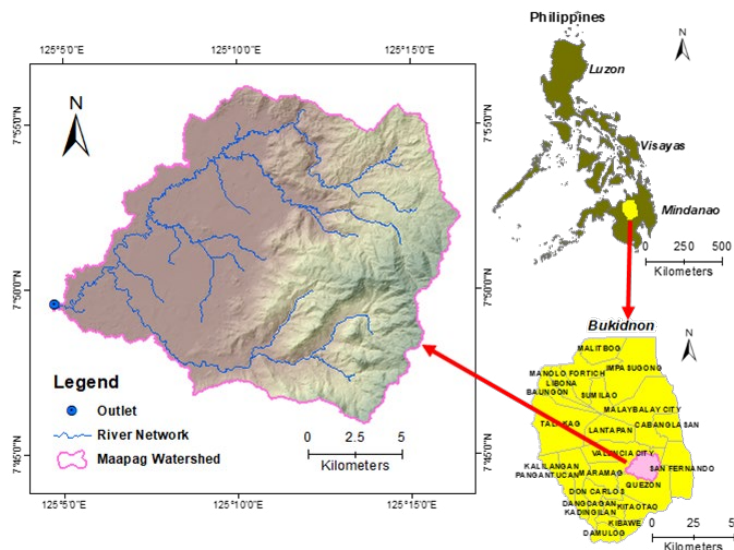 125°5'0"E
125°10'0"E
125°15'0"E
7°55'0"N
7°50'0"N
7°45'0"N
N
Legend
Outlet
River Network
Maapag Watershed
0 2.5 5
Kilometers
125°5'0"E
125°10'0"E
125°15'0"E
7°55'0"N
7°50'0"N
7°45'0"N
Philippines
N
Luzon
Visayas
Mindanao
0 250 500
Kilometers
Bukidnon
N
MALITBOG
IMPASUGONG
MANOLO FORTICH
LIBONA
BAUNGON
SUMILAO
MALAYBALAY CITY
TALAKAG
LANTAPAN
CABANGLASAN
VALENCIA CITY
KALILANGAN
PANGANTUCAN
MARAMAG
SAN FERNANDO
QUEZON
DON CARLOS
DANGCAGAN
KITAOTAO
KADINGILAN
KIBAWE
DAMULOG
0 25 5
Kilometers